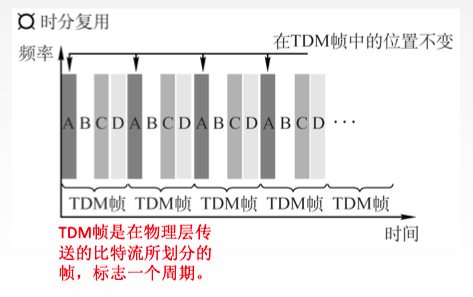 ¤ 时分复用
频率
在TDM帧中的位置不变
A B C D A B C D A B C D A B C D ···
TDM帧 TDM帧 TDM帧 TDM帧 TDM帧
时间
TDM帧是在物理层传
送的比特流所划分的
帧，标志一个周期。